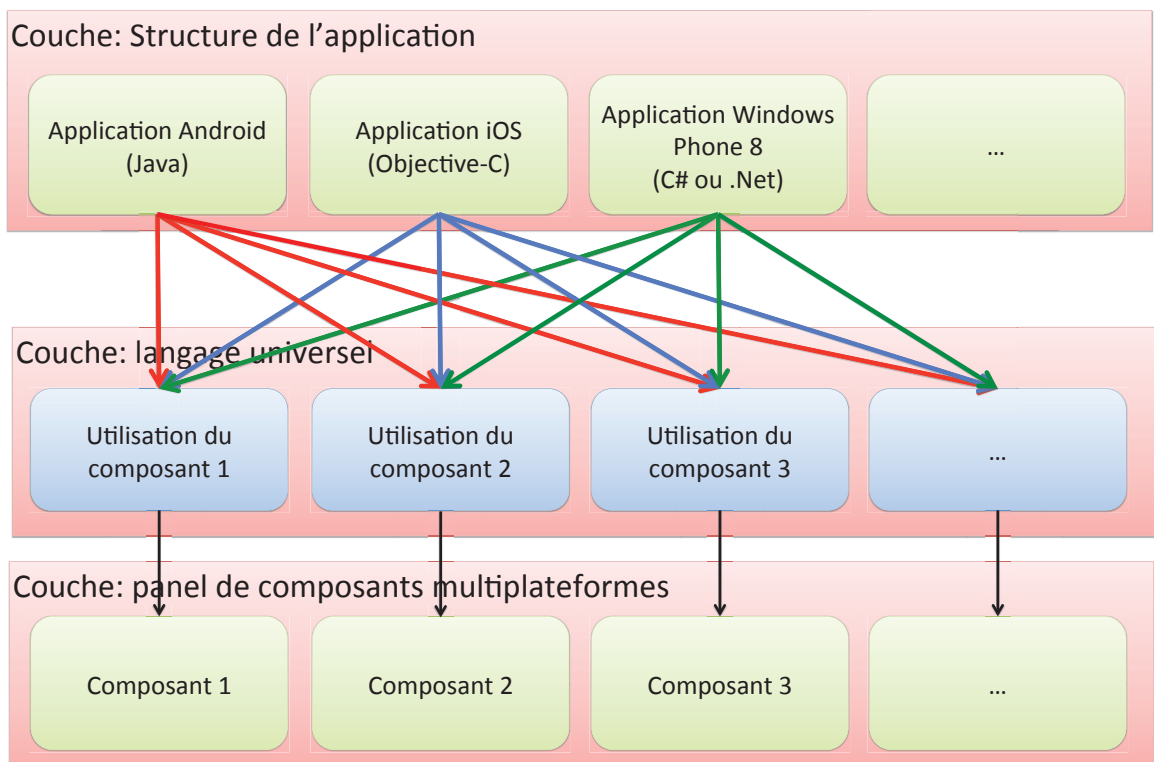 Couche: Structure de l’application
Application Android
(Java)
Application iOS
(Objective-C)
Application Windows
Phone 8
(C# ou .Net)
...
Couche: langage universel
Utilisation du
composant 1
Utilisation du
composant 2
Utilisation du
composant 3
...
Couche: panel de composants multiplateformes
Composant 1
Composant 2
Composant 3
...